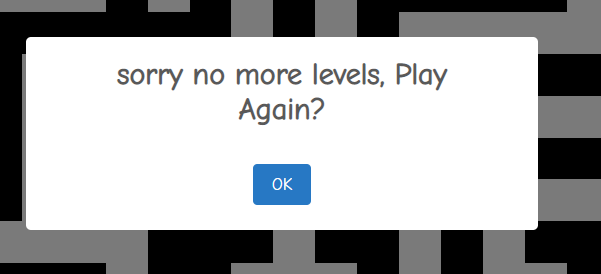 sorry no more levels, Play
Again?
OK